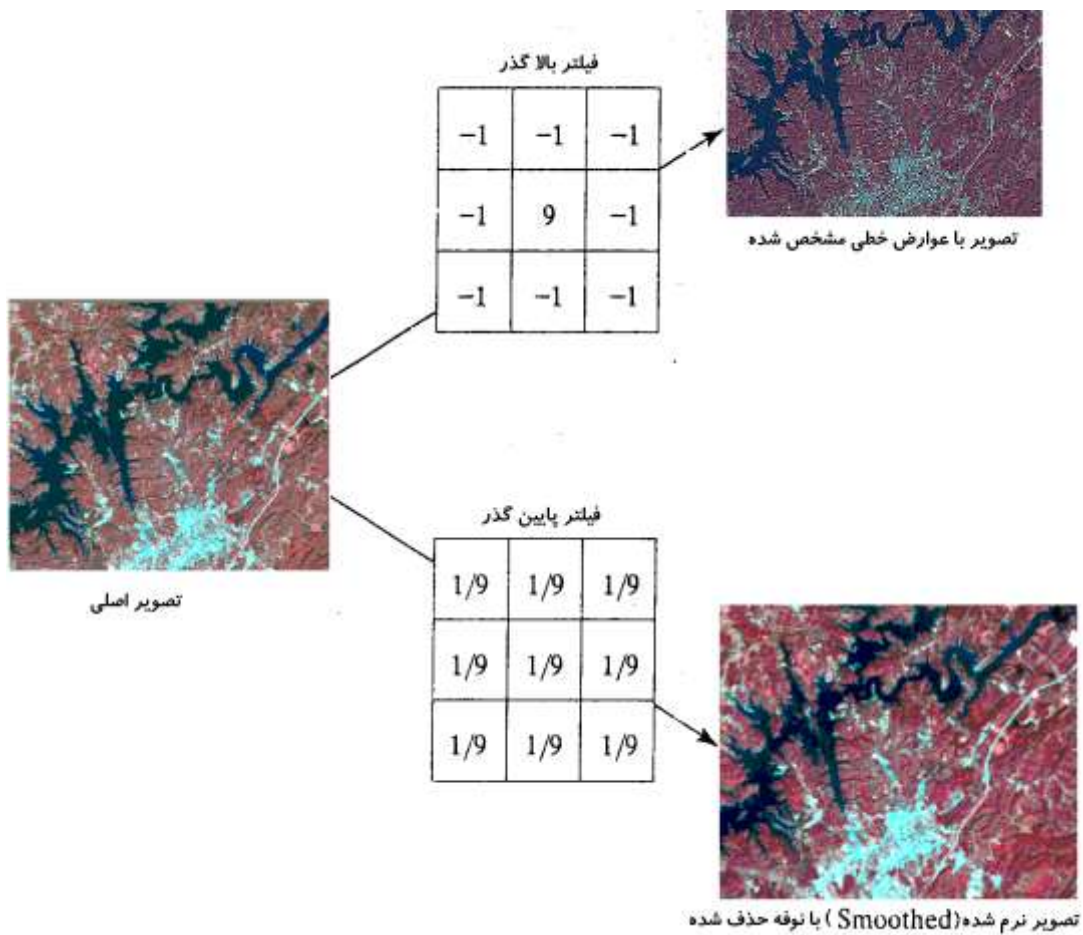 فیلتر بالا گذر
−1 −1 −1
−1 9 −1
−1 −1 −1
تصویر با عوارض خطی مشخص شده
تصویر اصلی
فیلتر پایین گذر
1/9 1/9 1/9
1/9 1/9 1/9
1/9 1/9 1/9
تصویر نرم شده(Smoothed ) با نوفه حذف شده